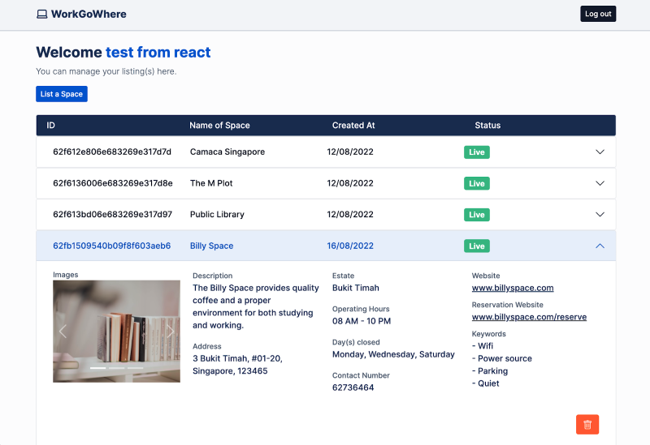 WorkGoWhere
Log out
Welcome test from react
You can manage your listing(s) here.
List a Space
ID Name of Space Created At Status
62f612e806e683269e317d7d Camaca Singapore 12/08/2022 Live
62f6136006e683269e317d8e The M Plot 12/08/2022 Live
62f613bd06e683269e317d97 Public Library 12/08/2022 Live
62fb1509540b09f8f603aeb6 Billy Space 16/08/2022 Live
Images
Description
The Billy Space provides quality
coffee and a proper
environment for both studying
and working.
Address
3 Bukit Timah, #01-20,
Singapore, 123465
Estate
Bukit Timah
Operating Hours
08 AM - 10 PM
Day(s) closed
Monday, Wednesday, Saturday
Contact Number
62736464
Website
www.billyspace.com
Reservation Website
www.billyspace.com/reserve
Keywords
- Wifi
- Power source
- Parking
- Quiet